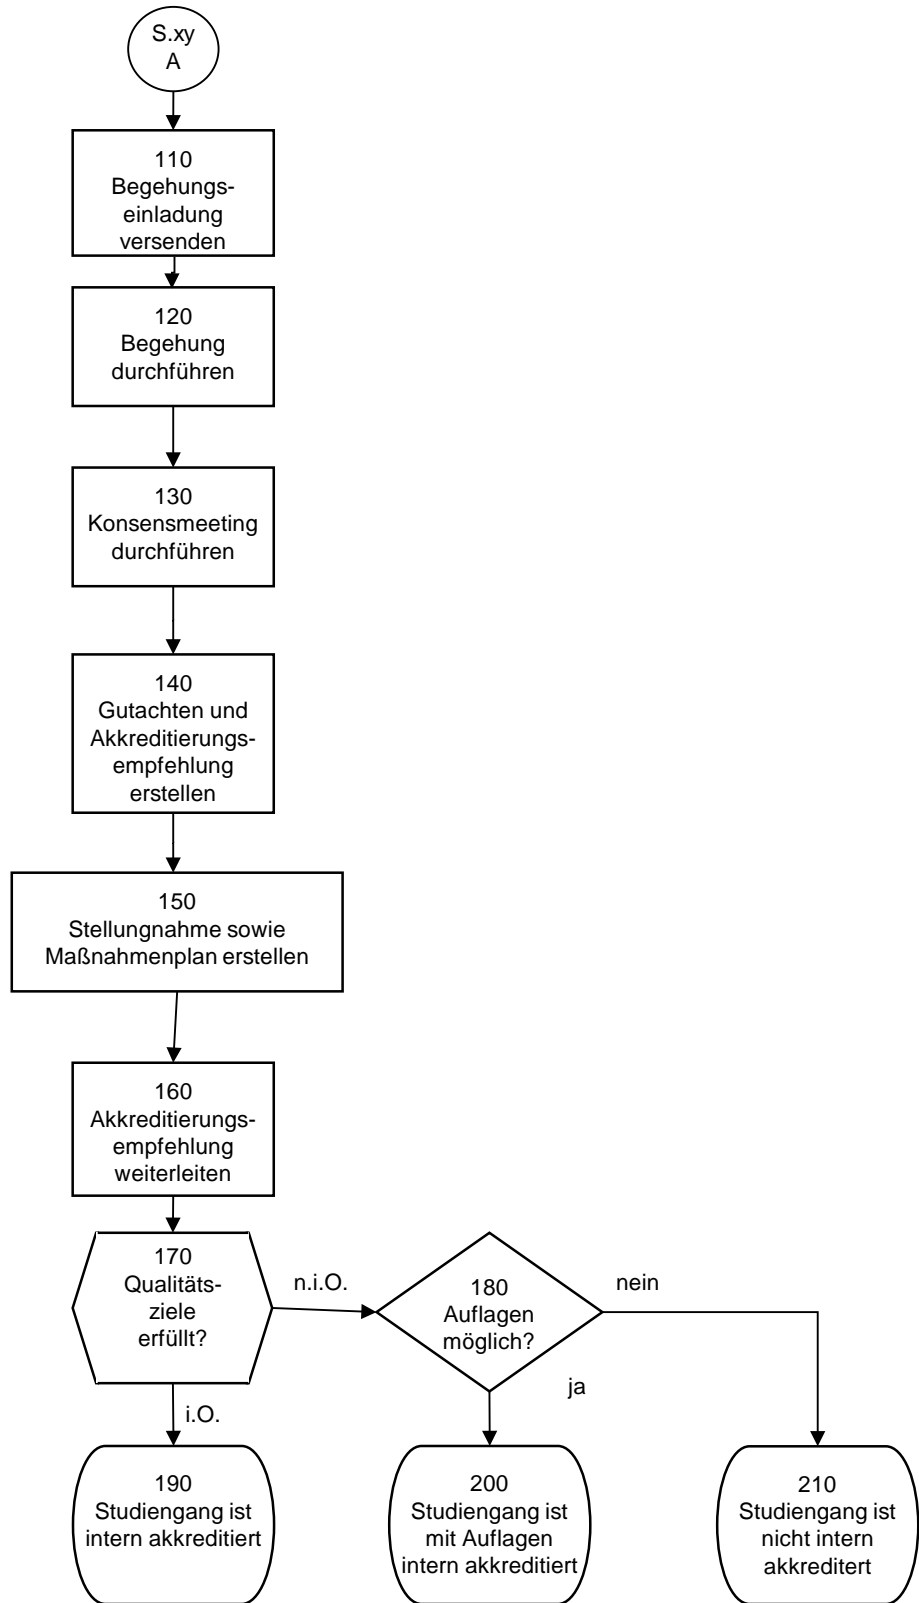 S.xy
A
110
Begehungs-
einladung
versenden
120
Begehung
durchführen
130
Konsensmeeting
durchführen
140
Gutachten und
Akkreditierungs-
empfehlung
erstellen
150
Stellungnahme sowie
Maßnahmenplan erstellen
160
Akkreditierungs-
empfehlung
weiterleiten
170
Qualitäts-
ziele
erfüllt?
n.i.O.
180
Auflagen
möglich?
nein
ja
i.O.
190
Studiengang ist
intern akkreditiert
200
Studiengang ist
mit Auflagen
intern akkreditiert
210
Studiengang ist
nicht intern
akkreditert